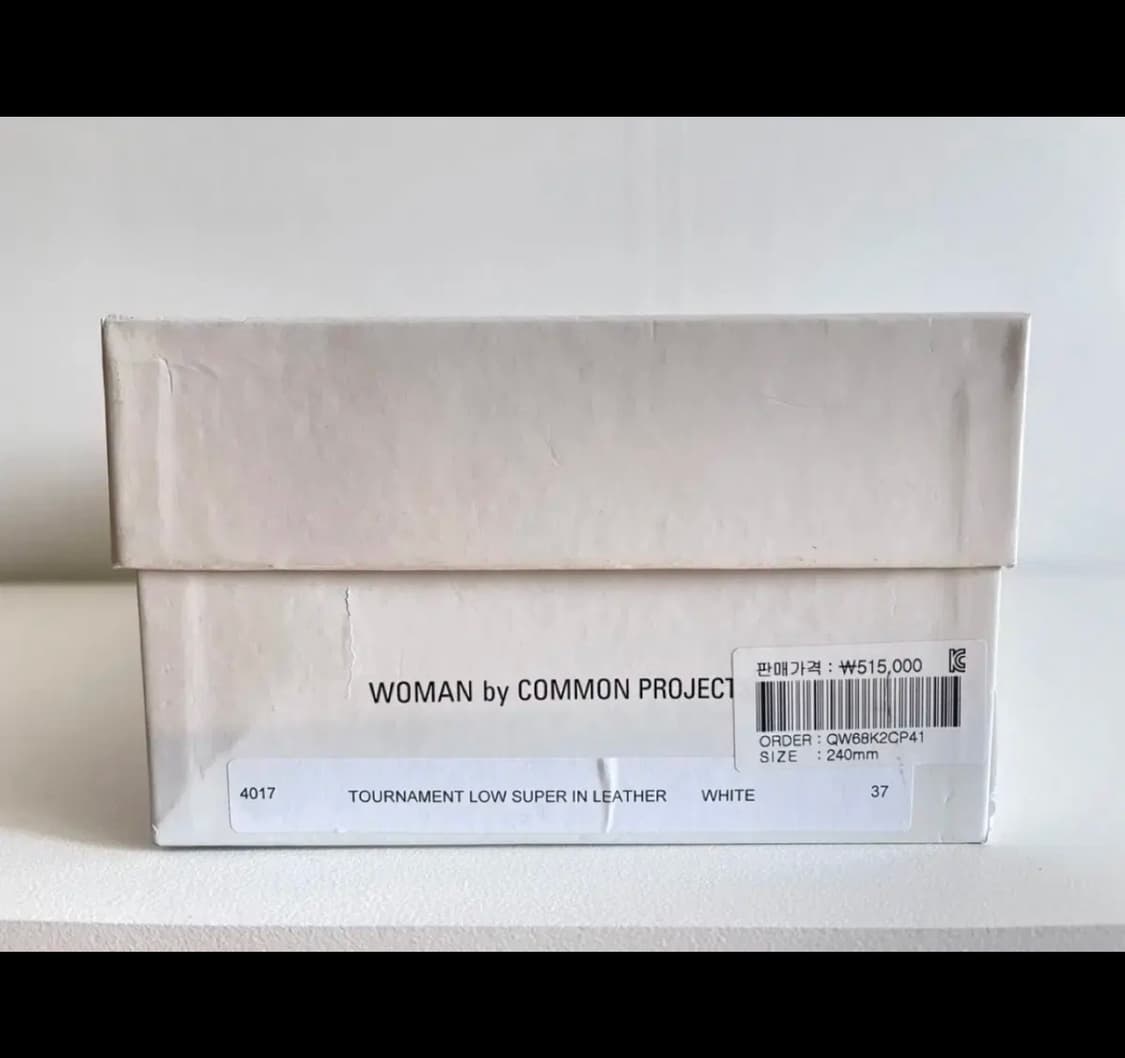 WOMAN by COMMON PROJECT
판매가격 : ₩515,000
ORDER : QW68K2CP41
SIZE : 240mm
4017 TOURNAMENT LOW SUPER IN LEATHER WHITE 37